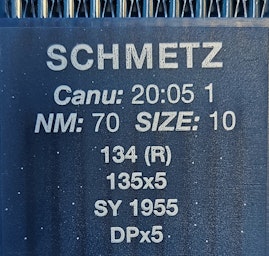 SCHMETZ
Canu: 20:05 1
NM: 70 SIZE: 10
134 (R)
135x5
SY 1955
DPx5